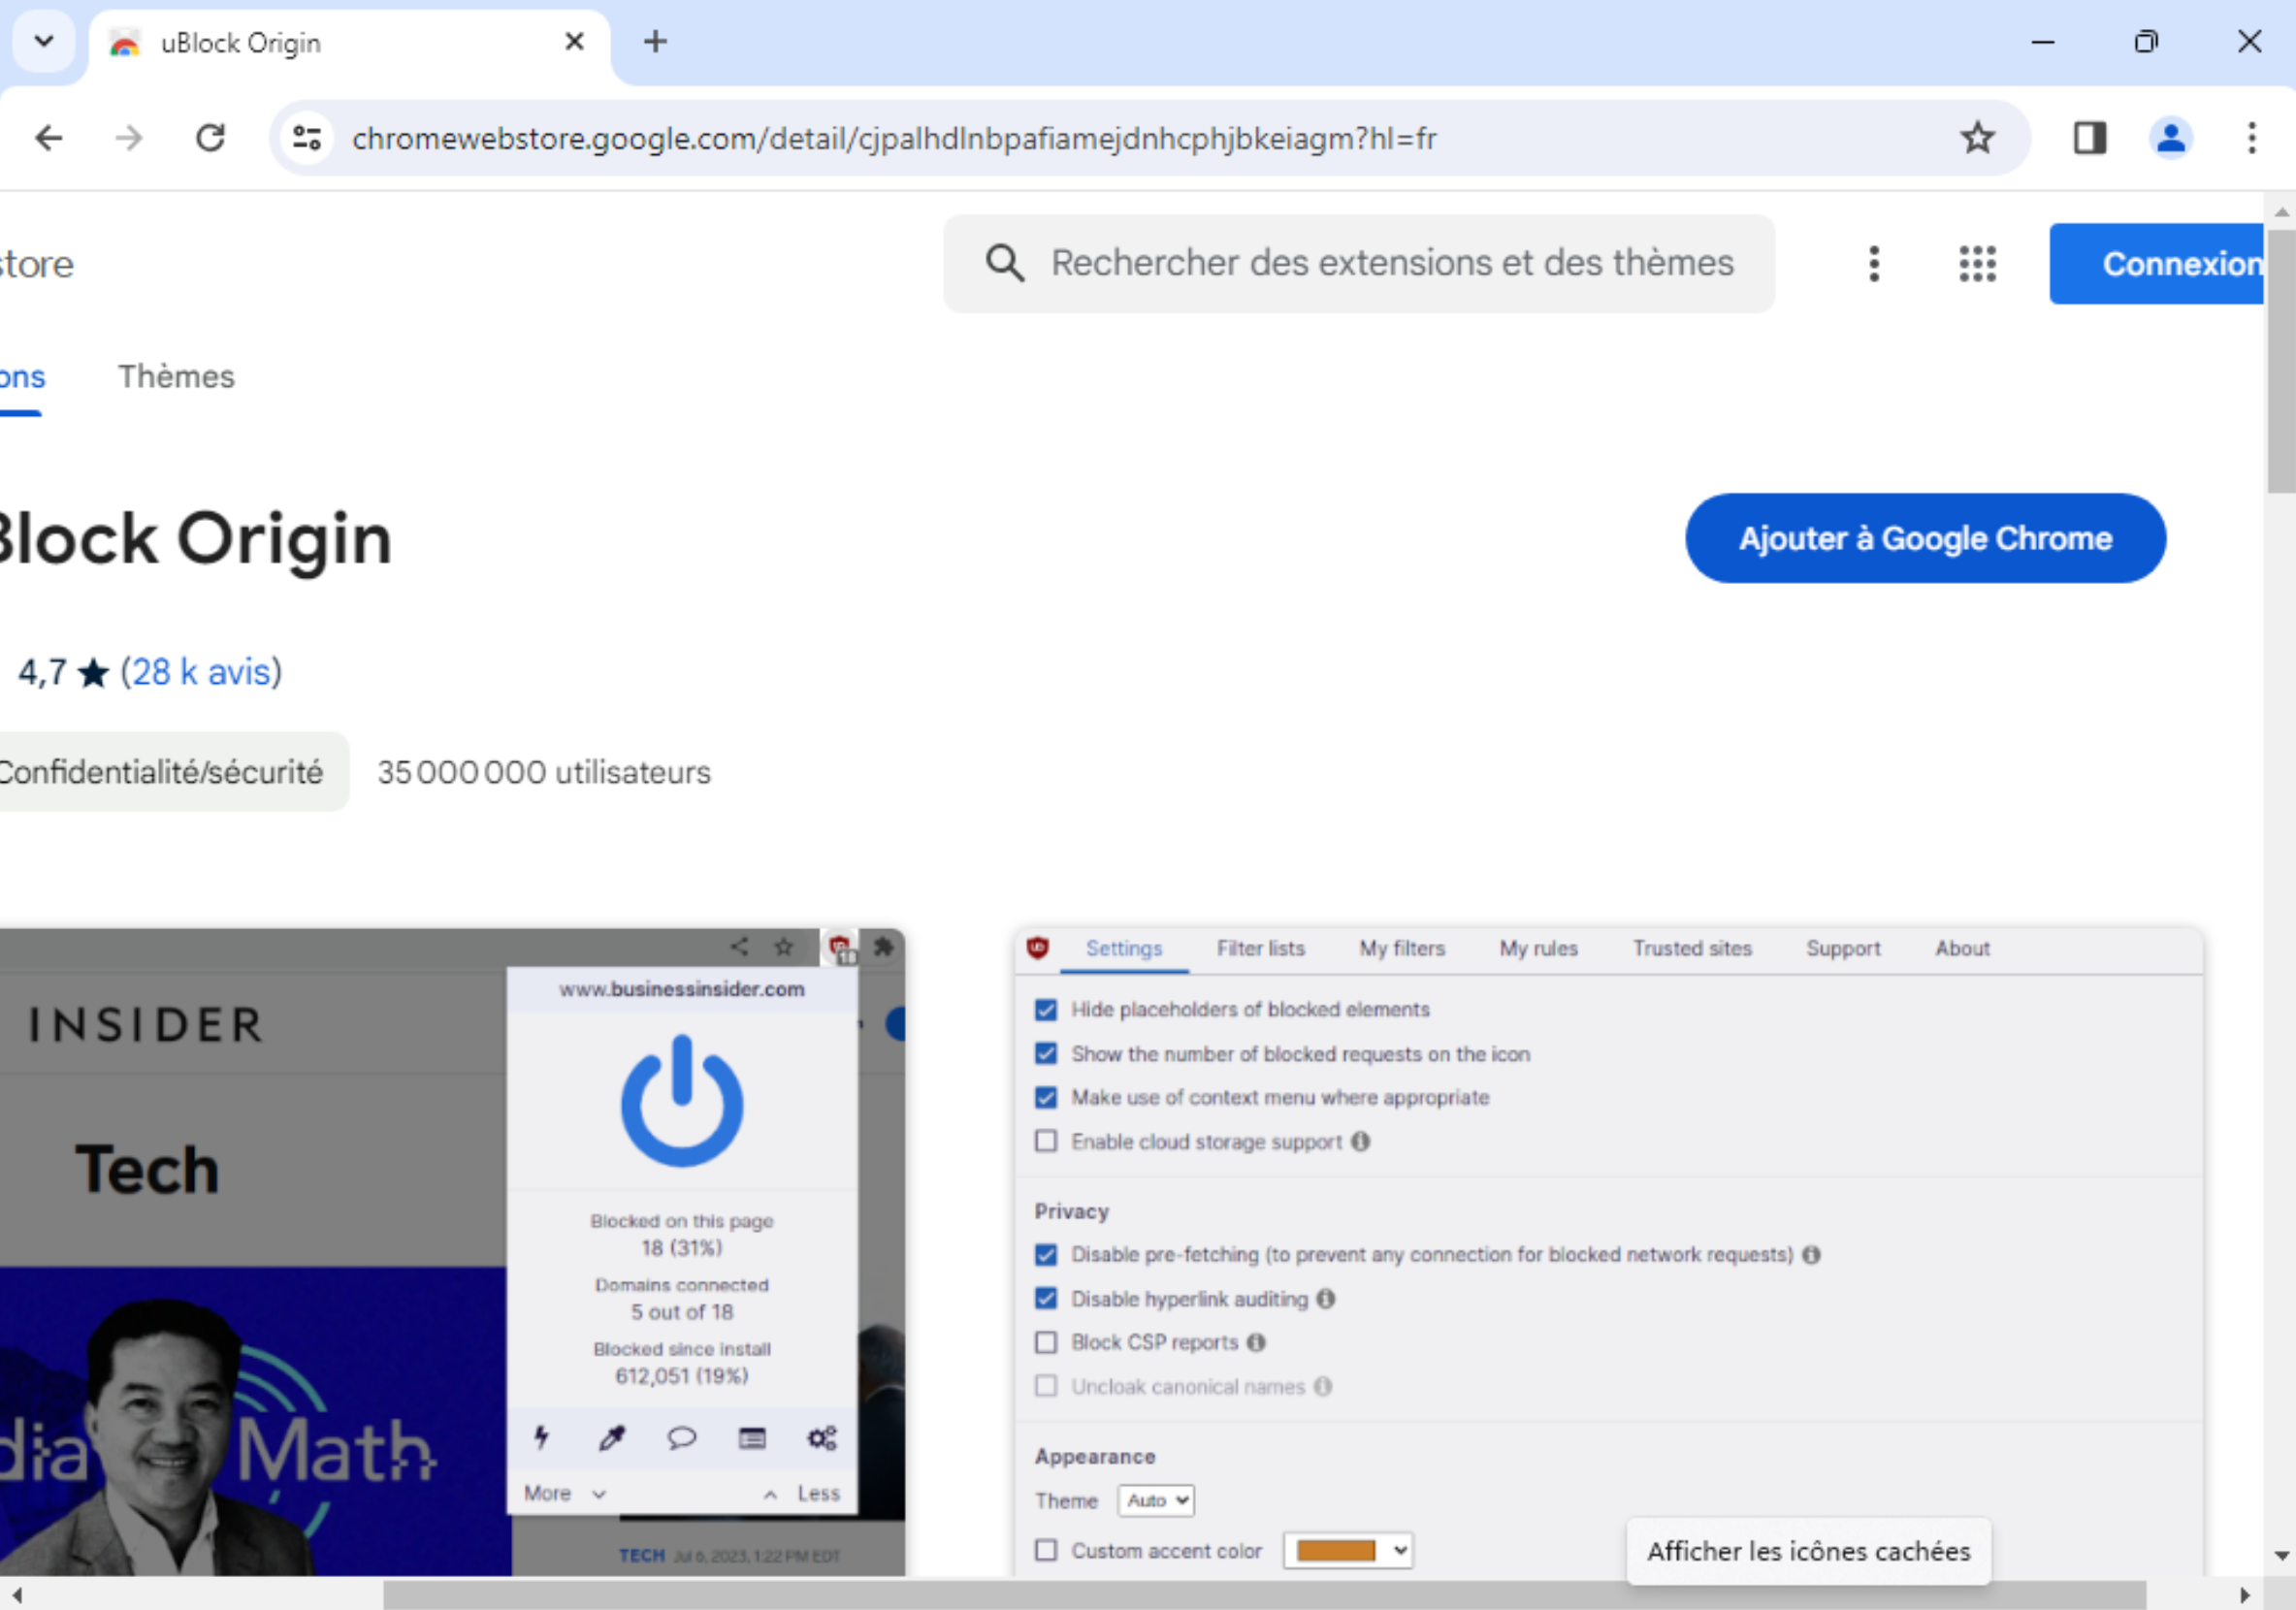 uBlock Origin
chromewebstore.google.com/detail/cjpalhdlnbpafiamejdnhcphjbkeiagm?hl=fr
store
Rechercher des extensions et des thèmes
Connexion
ons
Thèmes
Block Origin
Ajouter à Google Chrome
4,7 ★ (28 k avis)
Confidentialité/sécurité
35 000 000 utilisateurs
www.businessinsider.com
INSIDER
Tech
Blocked on this page
18 (31%)
Domains connected
5 out of 18
Blocked since install
612,051 (19%)
dia Math
More
Less
TECH Jul 6, 2023, 1:22 PM EDT
Settings
Filter lists
My filters
My rules
Trusted sites
Support
About
Hide placeholders of blocked elements
Show the number of blocked requests on the icon
Make use of context menu where appropriate
Enable cloud storage support
Privacy
Disable pre-fetching (to prevent any connection for blocked network requests)
Disable hyperlink auditing
Block CSP reports
Uncloak canonical names
Appearance
Theme Auto
Custom accent color
Afficher les icônes cachées